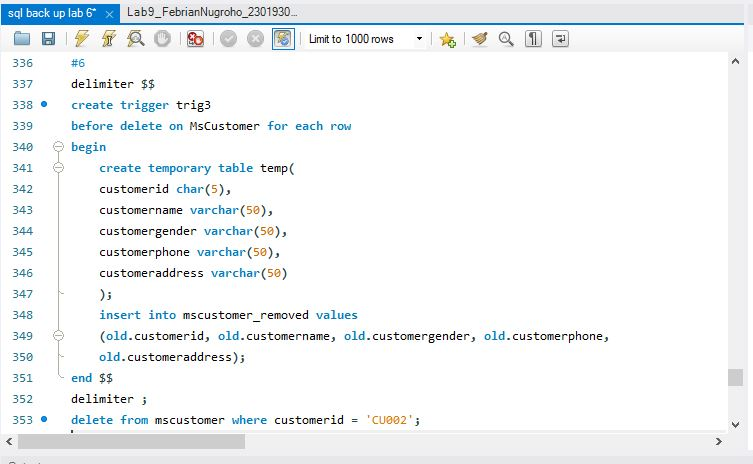 sql back up lab 6*
Lab9_FebrianNugroho_2301930...
Limit to 1000 rows
336 #6
337 delimiter $$
338 create trigger trig3
339 before delete on MsCustomer for each row
340 begin
341 create temporary table temp(
342 customerid char(5),
343 customername varchar(50),
344 customergender varchar(50),
345 customerphone varchar(50),
346 customeraddress varchar(50)
347 );
348 insert into mscustomer_removed values
349 (old.customerid, old.customername, old.customergender, old.customerphone,
350 old.customeraddress);
351 end $$
352 delimiter ;
353 delete from mscustomer where customerid = 'CU002';